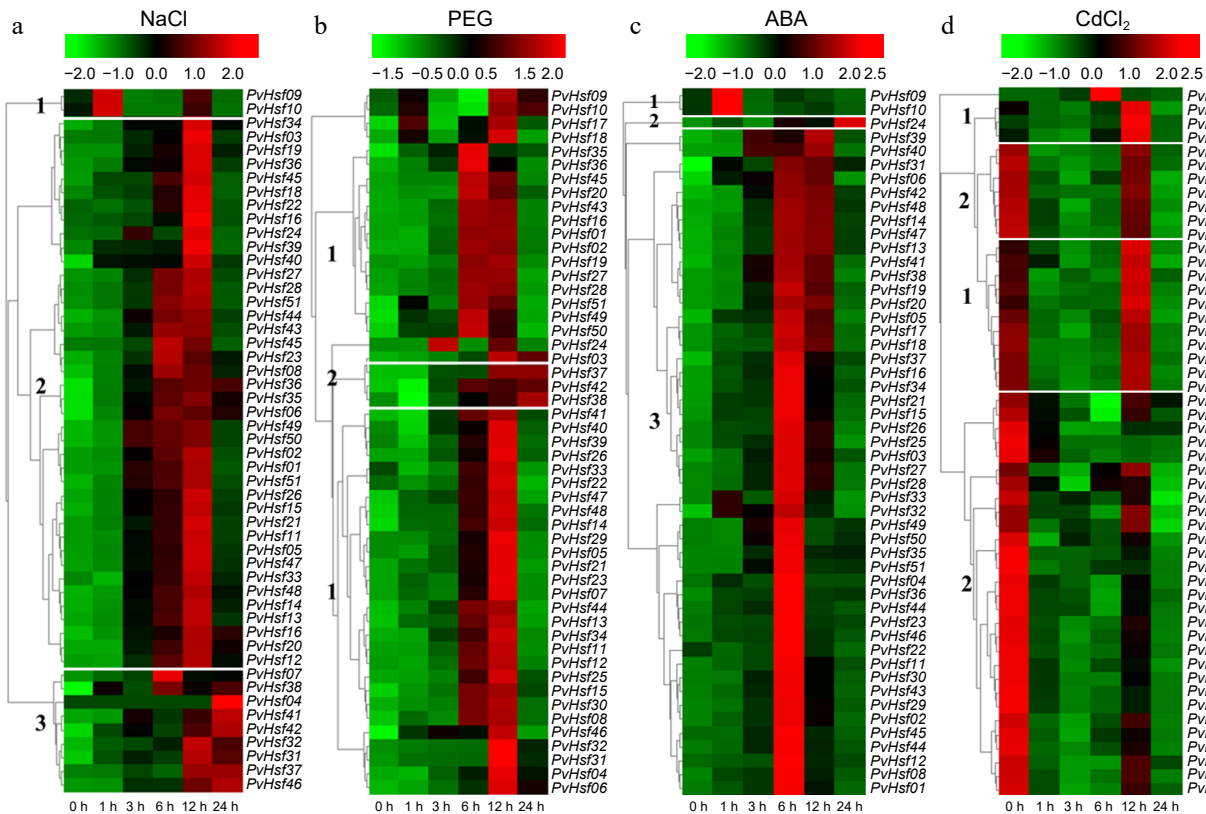 a
NaCl
−2.0 −1.0 0.0 1.0 2.0
1
2
3
PvHsf09
PvHsf10
PvHsf34
PvHsf03
PvHsf19
PvHsf36
PvHsf45
PvHsf18
PvHsf22
PvHsf16
PvHsf24
PvHsf39
PvHsf40
PvHsf27
PvHsf28
PvHsf51
PvHsf44
PvHsf43
PvHsf45
PvHsf23
PvHsf08
PvHsf36
PvHsf35
PvHsf06
PvHsf49
PvHsf50
PvHsf02
PvHsf01
PvHsf51
PvHsf26
PvHsf15
PvHsf21
PvHsf11
PvHsf05
PvHsf47
PvHsf33
PvHsf48
PvHsf14
PvHsf13
PvHsf16
PvHsf20
PvHsf12
PvHsf07
PvHsf38
PvHsf04
PvHsf41
PvHsf42
PvHsf32
PvHsf31
PvHsf37
PvHsf46
0 h 1 h 3 h 6 h 12 h 24 h
b
PEG
−1.5 −0.5 0.0 0.5 1.5 2.0
1
2
1
PvHsf09
PvHsf10
PvHsf17
PvHsf18
PvHsf35
PvHsf36
PvHsf45
PvHsf20
PvHsf43
PvHsf16
PvHsf01
PvHsf02
PvHsf19
PvHsf27
PvHsf28
PvHsf51
PvHsf49
PvHsf50
PvHsf24
PvHsf03
PvHsf37
PvHsf42
PvHsf38
PvHsf41
PvHsf40
PvHsf39
PvHsf26
PvHsf33
PvHsf22
PvHsf47
PvHsf48
PvHsf14
PvHsf29
PvHsf05
PvHsf21
PvHsf23
PvHsf07
PvHsf44
PvHsf13
PvHsf34
PvHsf11
PvHsf12
PvHsf25
PvHsf15
PvHsf30
PvHsf08
PvHsf46
PvHsf32
PvHsf31
PvHsf04
PvHsf06
0 h 1 h 3 h 6 h 12 h 24 h
c
ABA
−2.0 −1.0 0.0 1.0 2.0 2.5
1
2
3
PvHsf09
PvHsf10
PvHsf24
PvHsf39
PvHsf40
PvHsf31
PvHsf06
PvHsf42
PvHsf48
PvHsf14
PvHsf47
PvHsf13
PvHsf41
PvHsf38
PvHsf19
PvHsf20
PvHsf05
PvHsf17
PvHsf18
PvHsf37
PvHsf16
PvHsf34
PvHsf21
PvHsf15
PvHsf26
PvHsf25
PvHsf03
PvHsf27
PvHsf28
PvHsf33
PvHsf32
PvHsf49
PvHsf50
PvHsf35
PvHsf51
PvHsf04
PvHsf36
PvHsf44
PvHsf23
PvHsf46
PvHsf22
PvHsf11
PvHsf30
PvHsf43
PvHsf29
PvHsf02
PvHsf45
PvHsf44
PvHsf12
PvHsf08
PvHsf01
0 h 1 h 3 h 6 h 12 h 24 h
d
CdCl₂
−2.0 0.0 1.0 2.0 2.5
1
2
1
2
0 h 1 h 3 h 6 h 12 h 24 h